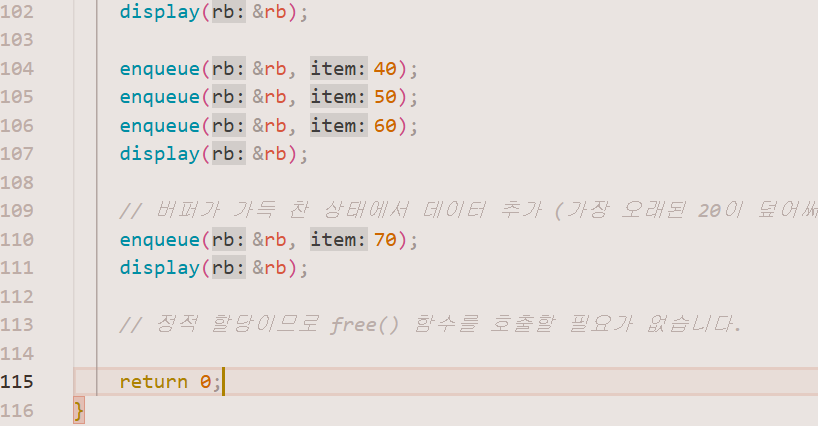 102 display(rb: &rb);
103
104 enqueue(rb: &rb, item: 40);
105 enqueue(rb: &rb, item: 50);
106 enqueue(rb: &rb, item: 60);
107 display(rb: &rb);
108
109 // 버퍼가 가득 찬 상태에서 데이터 추가 (가장 오래된 20이 덮어써
110 enqueue(rb: &rb, item: 70);
111 display(rb: &rb);
112
113 // 정적 할당이므로 free() 함수를 호출할 필요가 없습니다.
114
115 return 0;
116 }